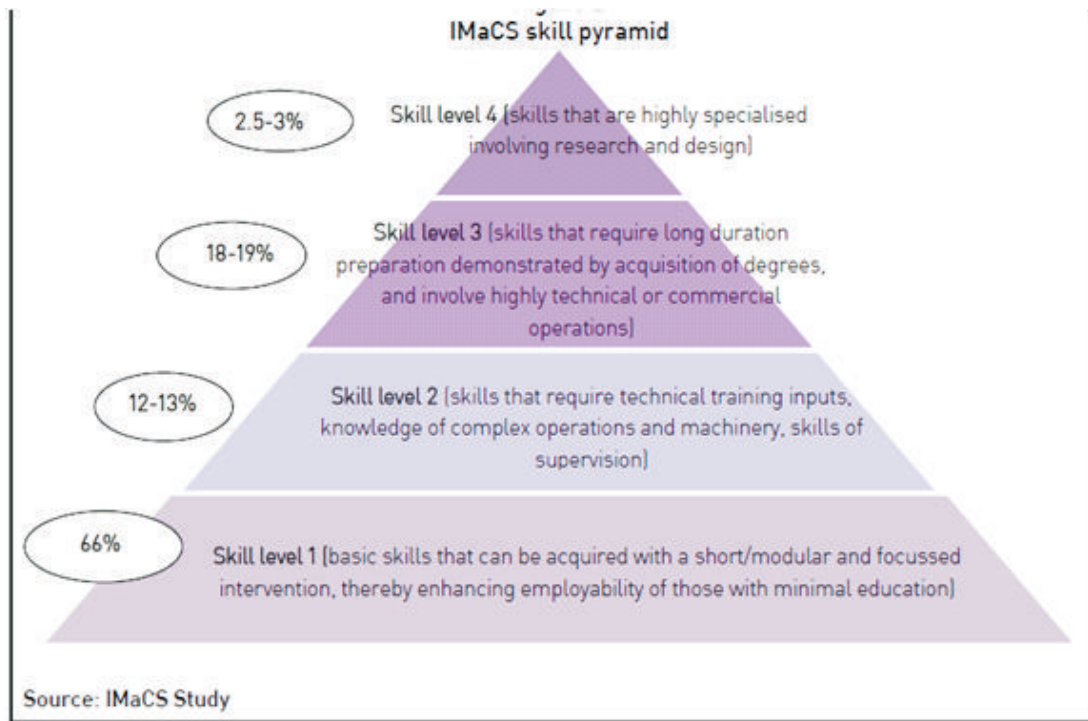 IMaCS skill pyramid
2.5-3%
Skill level 4 (skills that are highly specialised
involving research and design)
18-19%
Skill level 3 (skills that require long duration
preparation demonstrated by acquisition of degrees,
and involve highly technical or commercial
operations)
12-13%
Skill level 2 (skills that require technical training inputs,
knowledge of complex operations and machinery, skills of
supervision)
66%
Skill level 1 (basic skills that can be acquired with a short/modular and focussed
intervention, thereby enhancing employability of those with minimal education)
Source: IMaCS Study